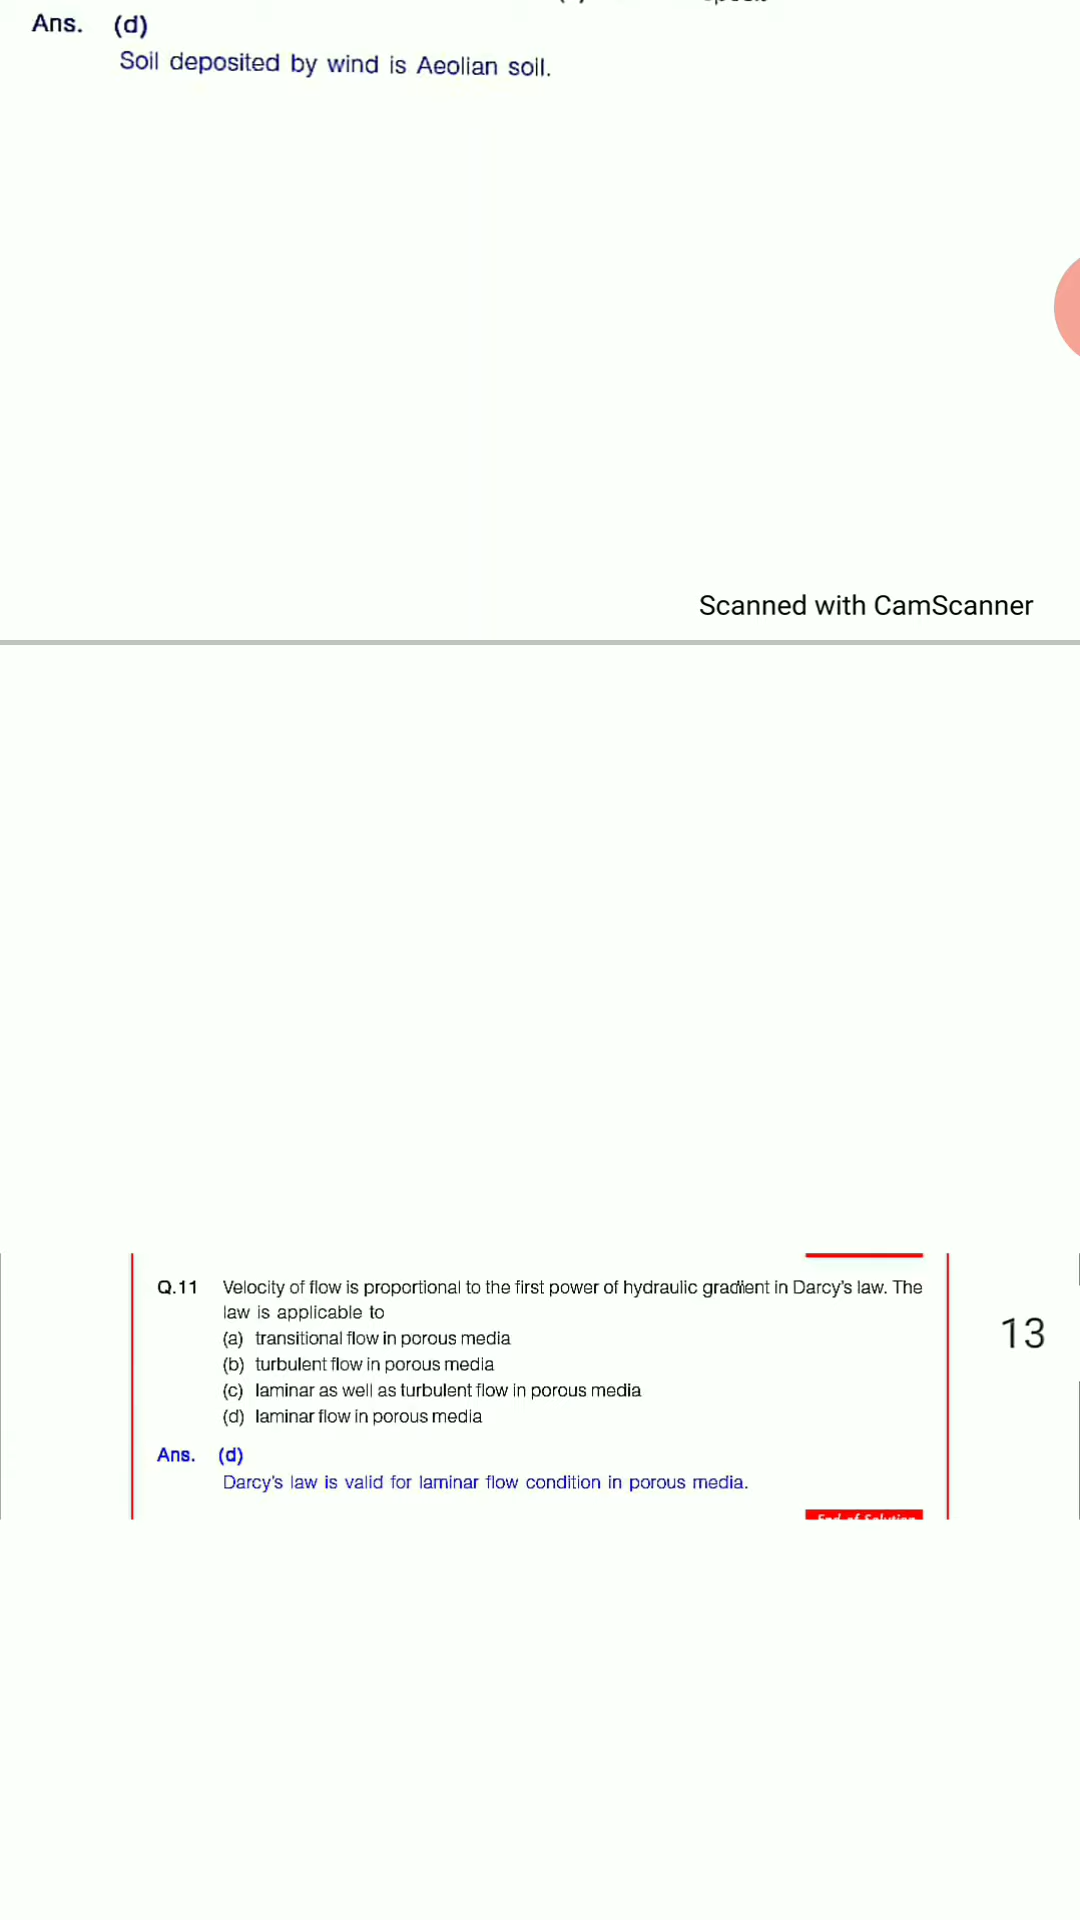 Ans. (d)
Soil deposited by wind is Aeolian soil.
Scanned with CamScanner
Q.11 Velocity of flow is proportional to the first power of hydraulic gradient in Darcy's law. The
law is applicable to
(a) transitional flow in porous media
(b) turbulent flow in porous media
(c) laminar as well as turbulent flow in porous media
(d) laminar flow in porous media
13
Ans. (d)
Darcy's law is valid for laminar flow condition in porous media.
End of Solution